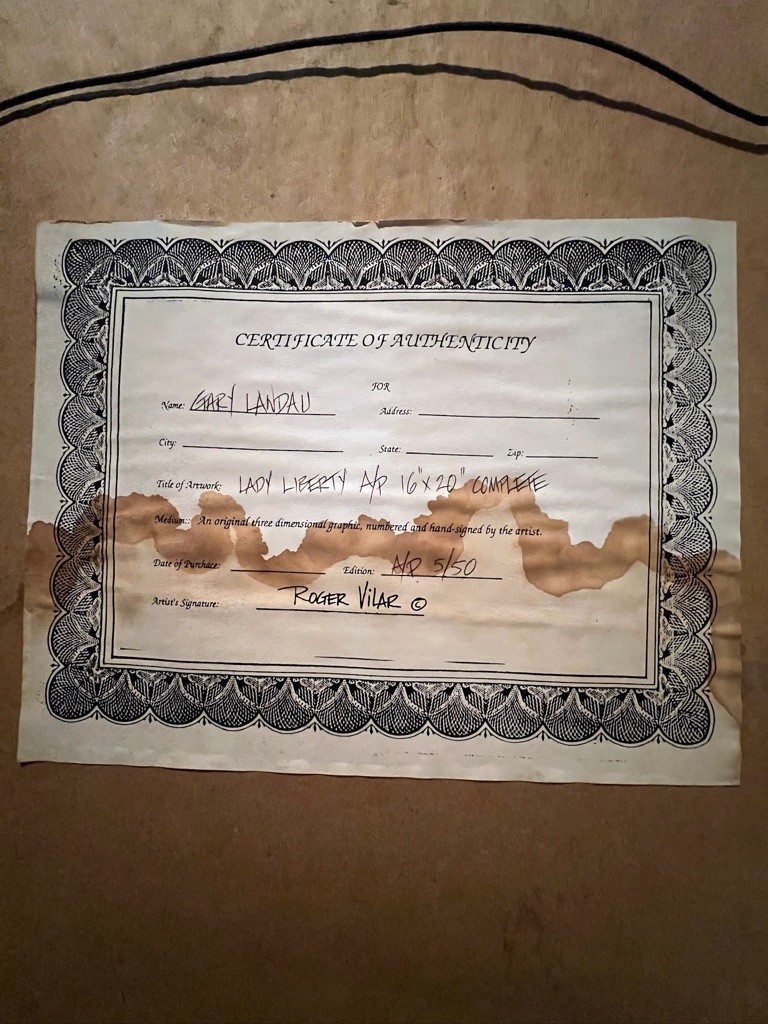 CERTIFICATE OF AUTHENTICITY
FOR
Name: GARY LANDAU Address:
City: State: Zip:
Title of Artwork: LADY LIBERTY A/P 16"X20" COMPLETE
Medium:: An original three dimensional graphic, numbered and hand-signed by the artist.
Date of Purchace: Edition: A/P 5/50
Artist's Signature: ROGER ViLAR ©